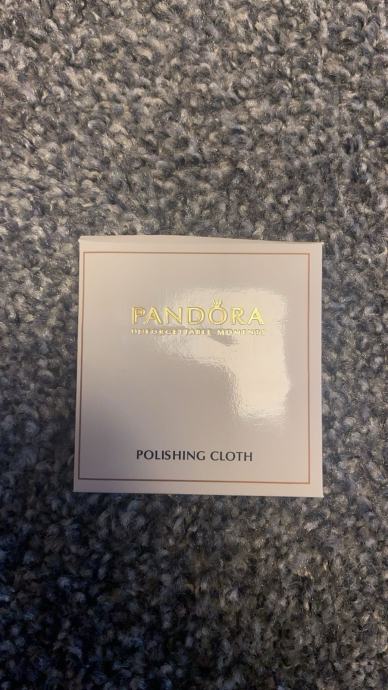 PANDORA
UNFORGETTABLE MOMENTS
POLISHING CLOTH